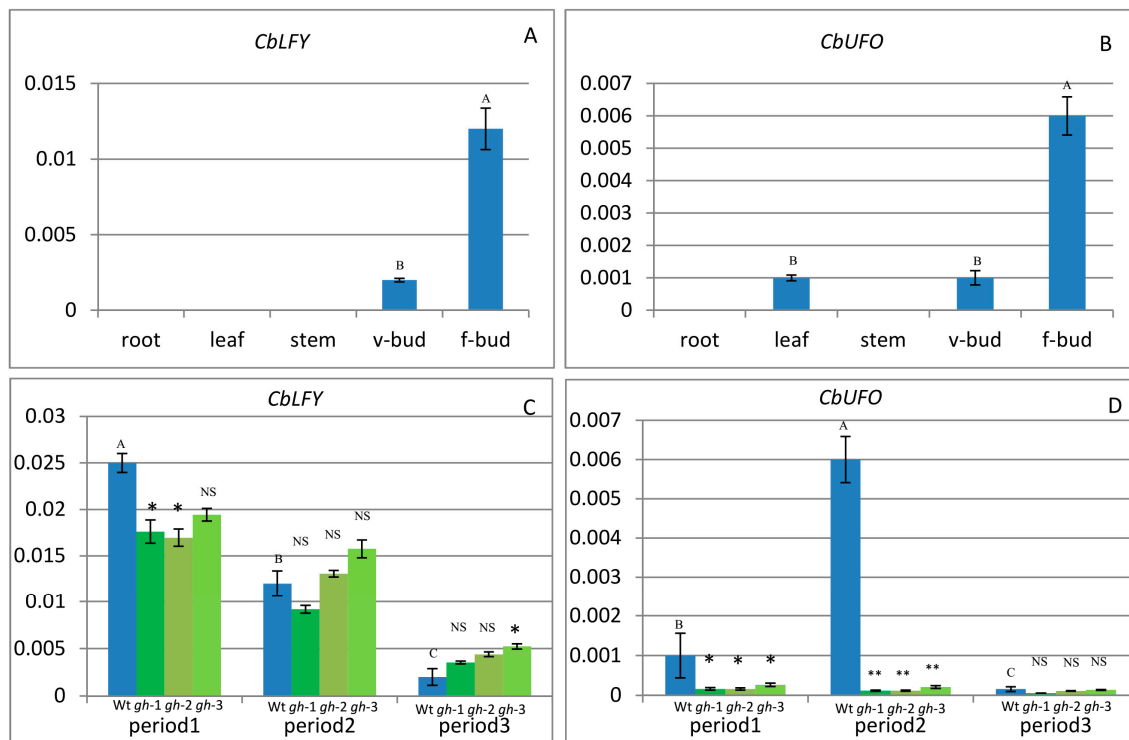 CbLFY
A
0.015
0.01
0.005
0
A
B
root leaf stem v-bud f-bud
CbUFO
B
0.007
0.006
0.005
0.004
0.003
0.002
0.001
0
A
B
B
root leaf stem v-bud f-bud
CbLFY
C
0.03
0.025
0.02
0.015
0.01
0.005
0
A
* * NS
B NS NS NS
C NS NS *
Wt gh-1 gh-2 gh-3 Wt gh-1 gh-2 gh-3 Wt gh-1 gh-2 gh-3
period1 period2 period3
CbUFO
D
0.007
0.006
0.005
0.004
0.003
0.002
0.001
0
B * * *
A ** ** **
C NS NS NS
Wt gh-1 gh-2 gh-3 Wt gh-1 gh-2 gh-3 Wt gh-1 gh-2 gh-3
period1 period2 period3